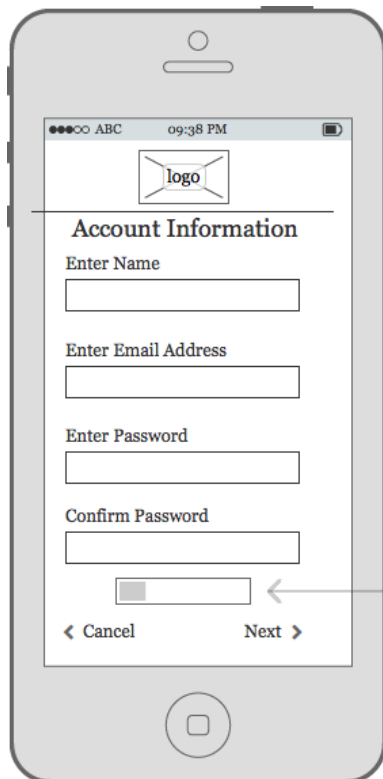 ABC 09:38 PM
logo
Account Information
Enter Name
Enter Email Address
Enter Password
Confirm Password
Cancel Next